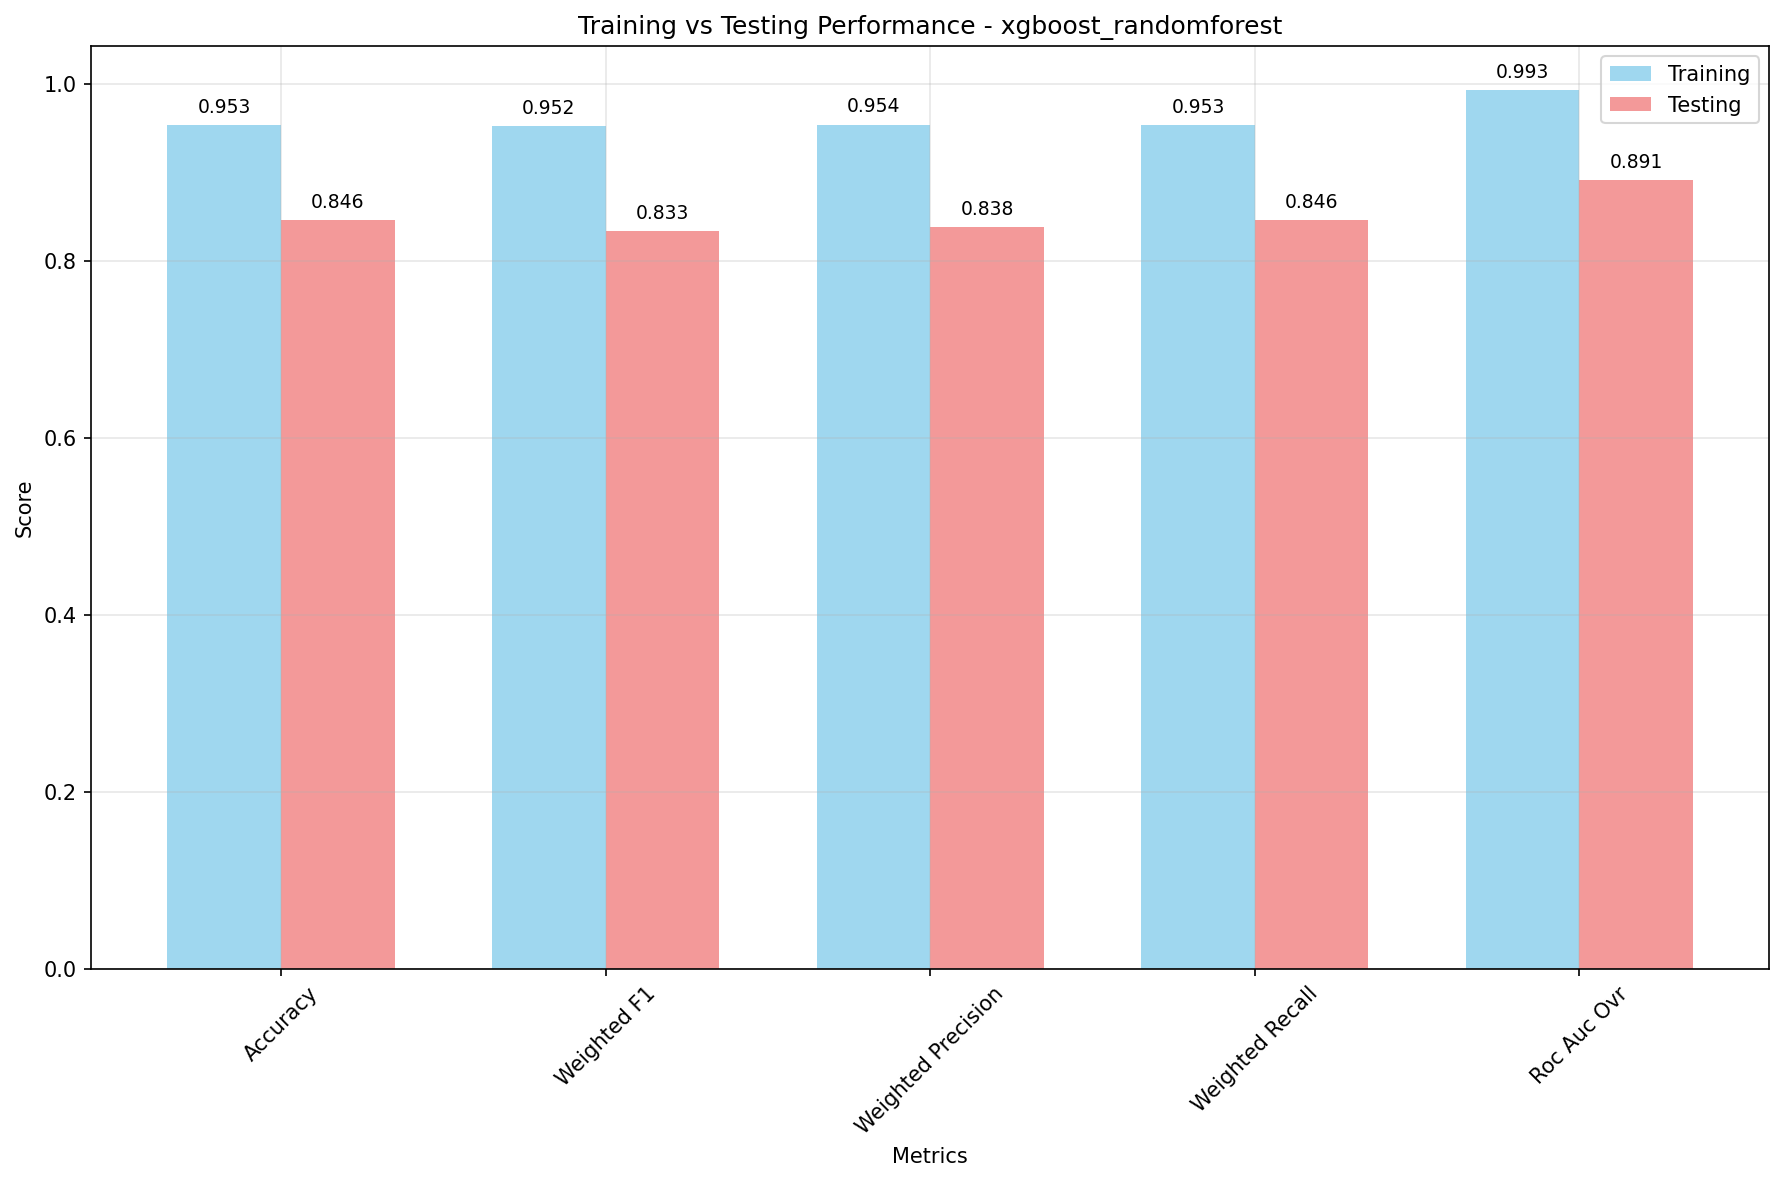 Training vs Testing Performance - xgboost_randomforest
Training
Testing
0.953
0.846
0.952
0.833
0.954
0.838
0.953
0.846
0.993
0.891
1.0
0.8
0.6
0.4
0.2
0.0
Score
Accuracy
Weighted F1
Weighted Precision
Weighted Recall
Roc Auc Ovr
Metrics